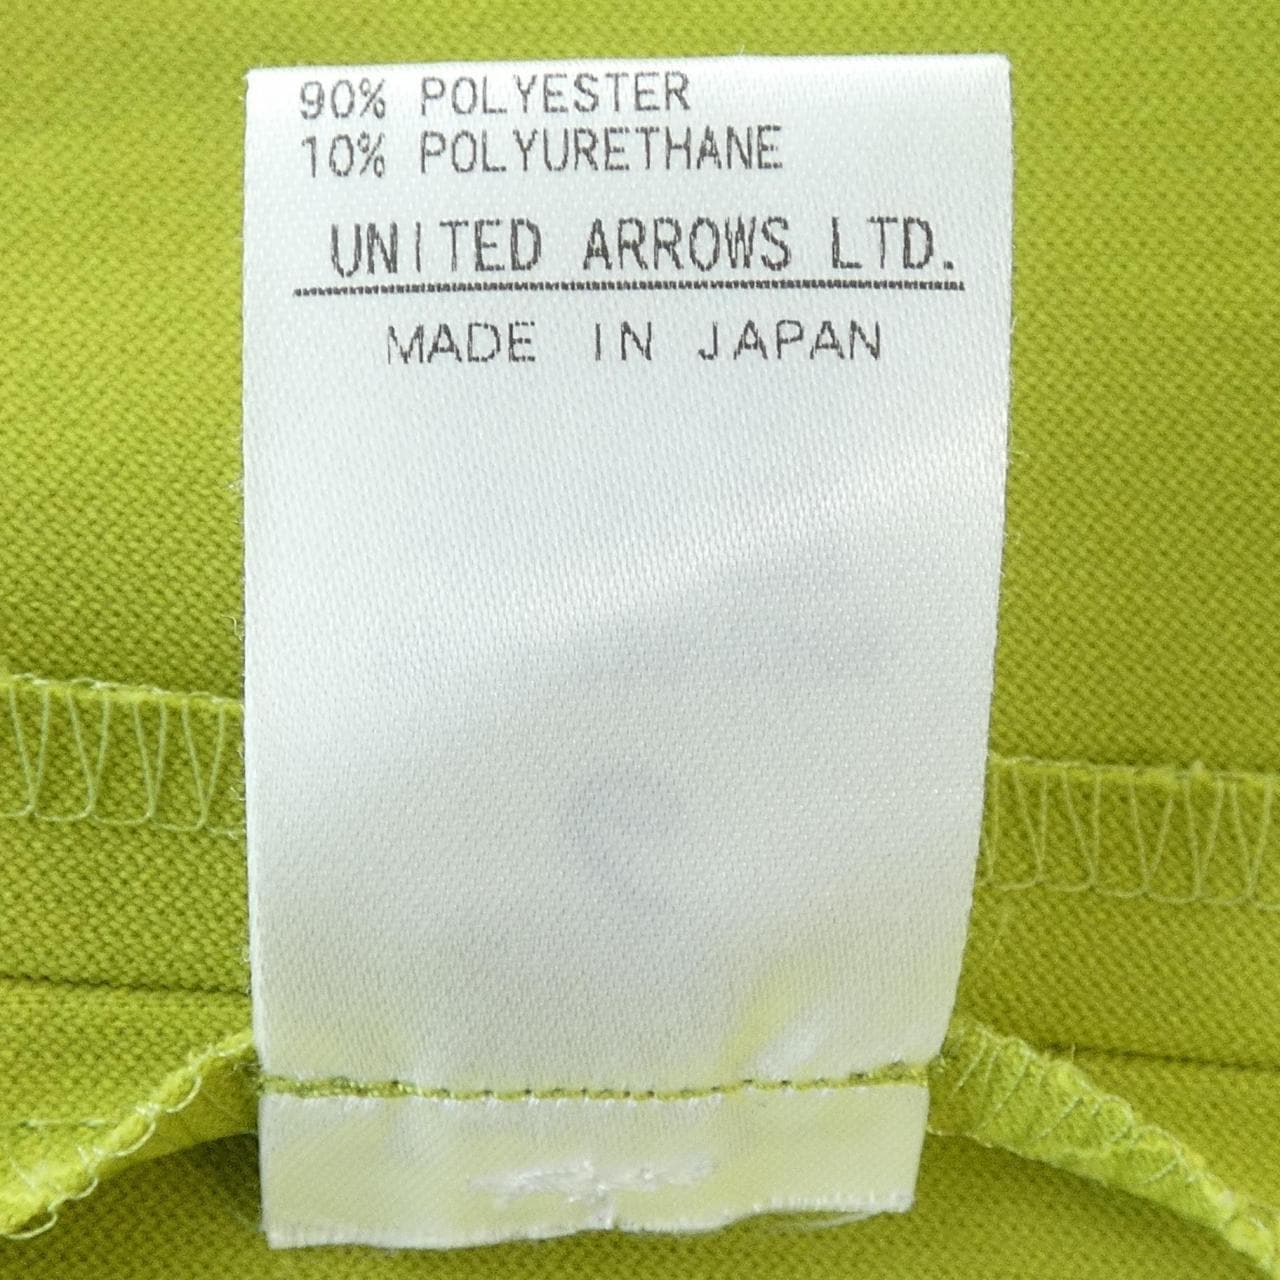 90% POLYESTER
10% POLYURETHANE
UNITED ARROWS LTD.
MADE IN JAPAN